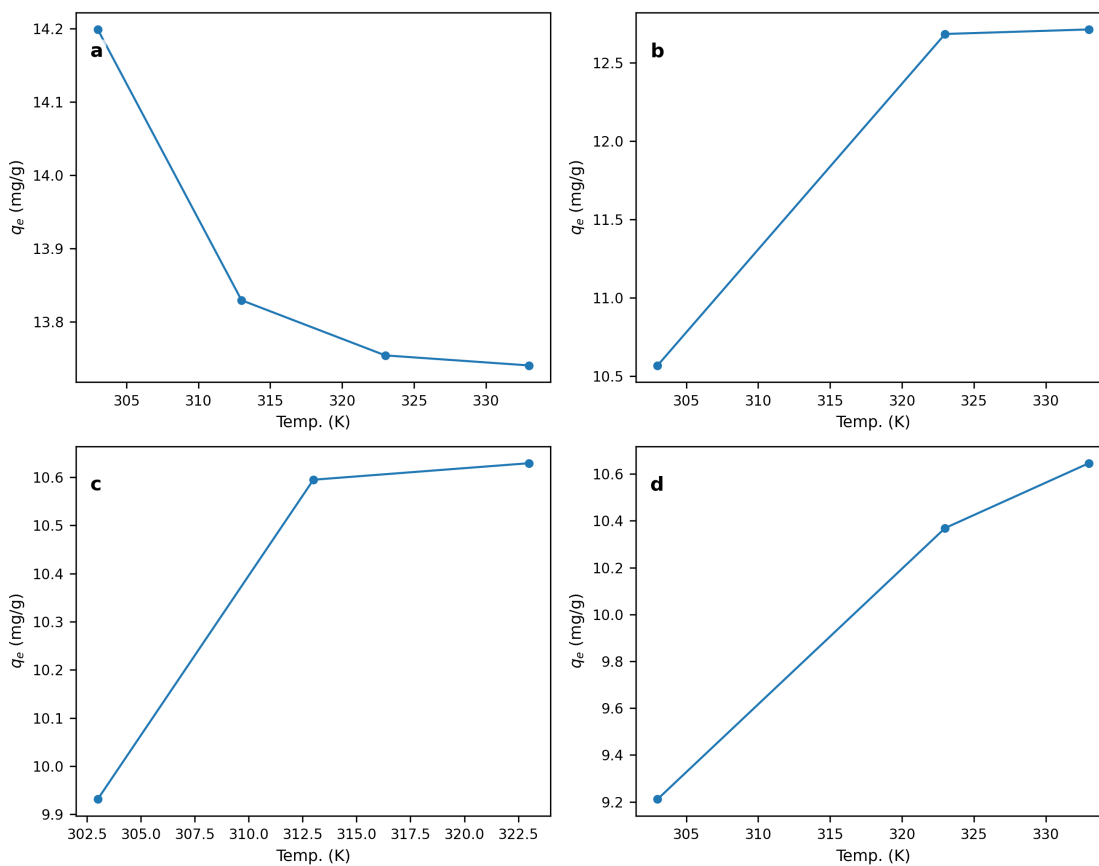 a
14.2
14.1
14.0
13.9
13.8
q_e (mg/g)
305 310 315 320 325 330
Temp. (K)
b
12.5
12.0
11.5
11.0
10.5
q_e (mg/g)
305 310 315 320 325 330
Temp. (K)
c
10.6
10.5
10.4
10.3
10.2
10.1
10.0
9.9
q_e (mg/g)
302.5 305.0 307.5 310.0 312.5 315.0 317.5 320.0 322.5
Temp. (K)
d
10.6
10.4
10.2
10.0
9.8
9.6
9.4
9.2
q_e (mg/g)
305 310 315 320 325 330
Temp. (K)